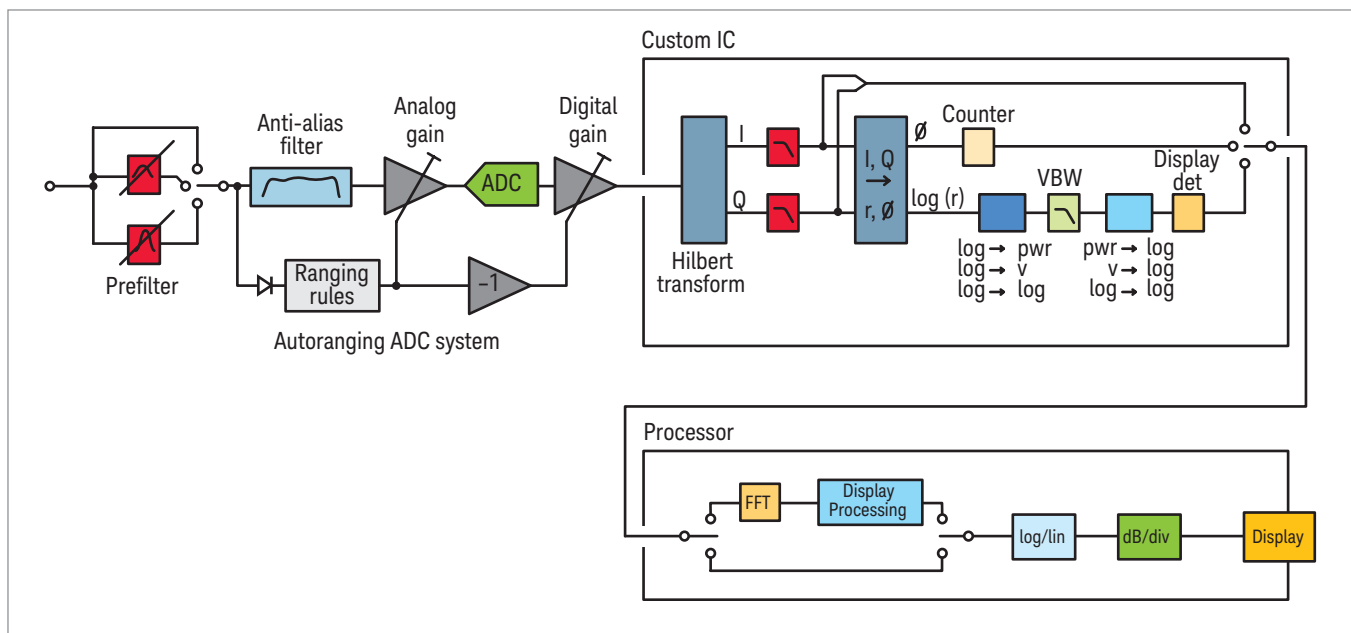 Custom IC
Analog
gain
Digital
gain
Anti-alias
filter
ADC
Prefilter
Ranging
rules
–1
Autoranging ADC system
Hilbert
transform
I
Q
I, Q
→
r, Ø
Ø
log (r)
Counter
VBW
Display
det
log → pwr
log → v
log → log
pwr → log
v → log
log → log
Processor
FFT
Display
Processing
log/lin
dB/div
Display